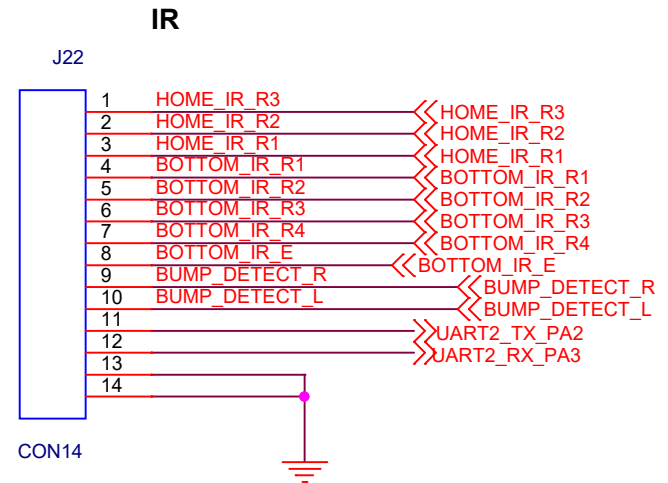 IR
J22
1 HOME_IR_R3 HOME_IR_R3
2 HOME_IR_R2 HOME_IR_R2
3 HOME_IR_R1 HOME_IR_R1
4 BOTTOM_IR_R1 BOTTOM_IR_R1
5 BOTTOM_IR_R2 BOTTOM_IR_R2
6 BOTTOM_IR_R3 BOTTOM_IR_R3
7 BOTTOM_IR_R4 BOTTOM_IR_R4
8 BOTTOM_IR_E BOTTOM_IR_E
9 BUMP_DETECT_R BUMP_DETECT_R
10 BUMP_DETECT_L BUMP_DETECT_L
11 UART2_TX_PA2
12 UART2_RX_PA3
13
14
CON14